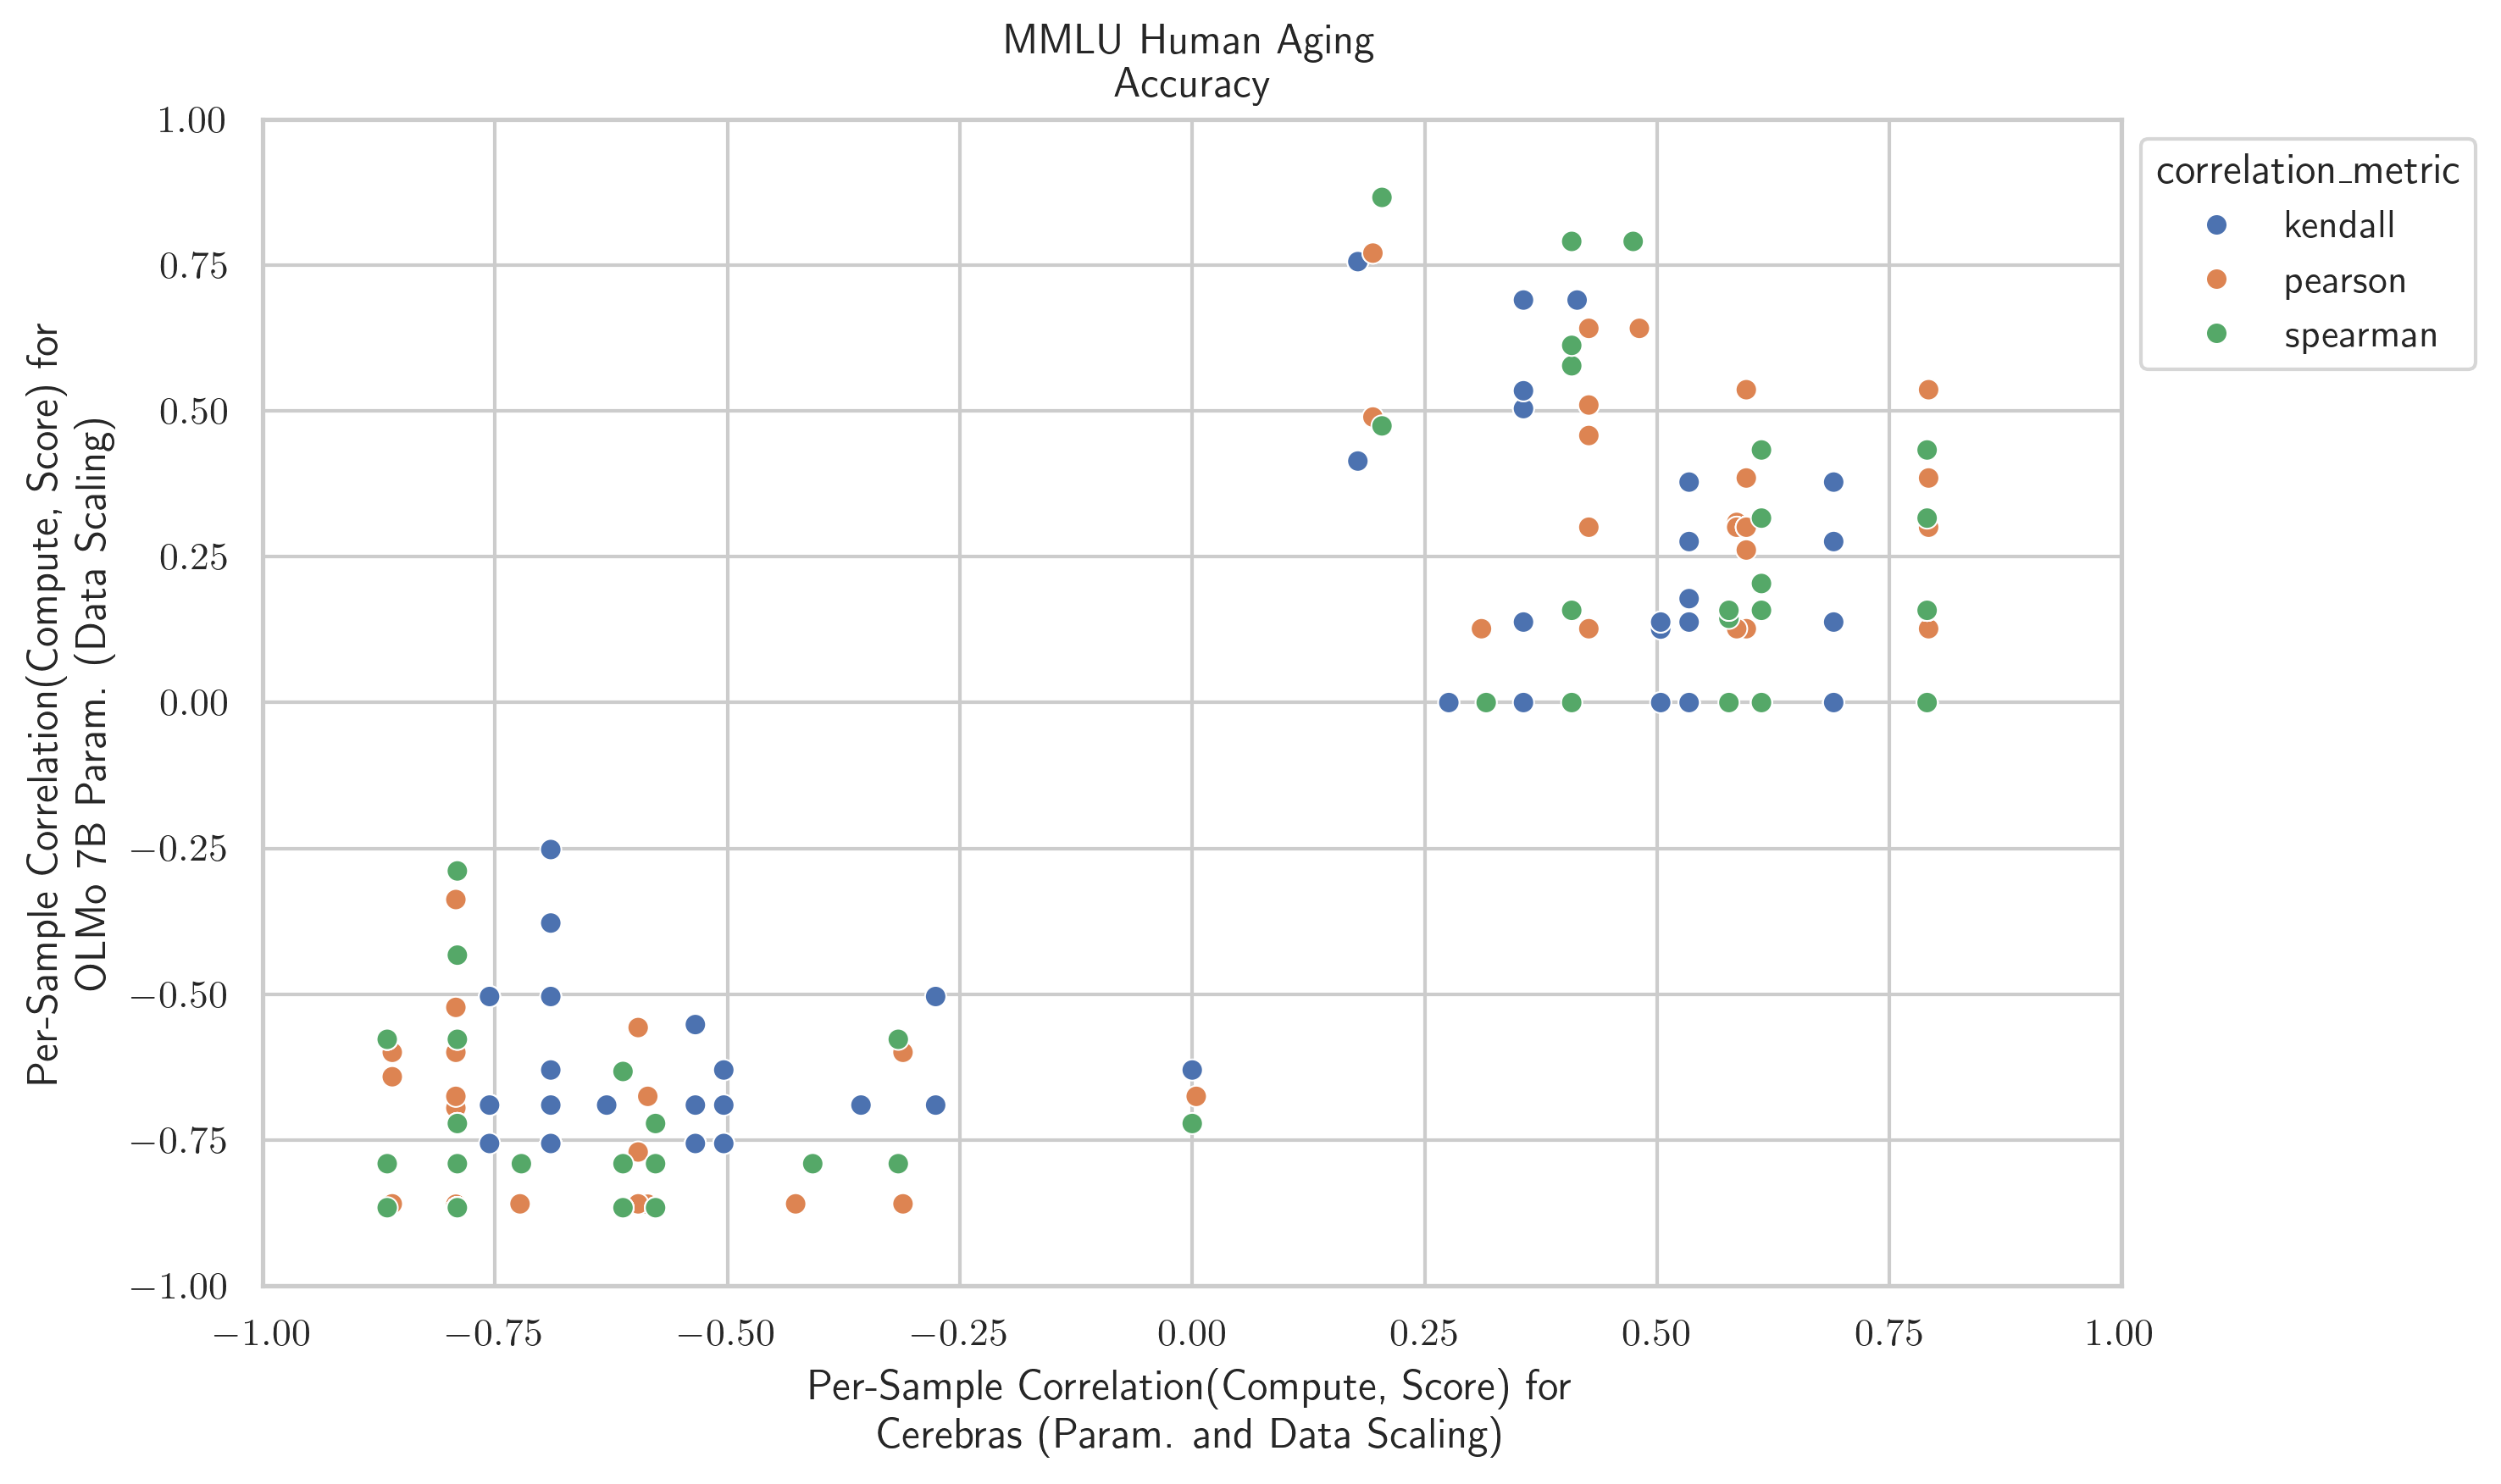 MMLU Human Aging
Accuracy
1.00
0.75
0.50
0.25
0.00
−0.25
−0.50
−0.75
−1.00
Per-Sample Correlation(Compute, Score) for
OLMo 7B Param. (Data Scaling)
correlation_metric
kendall
pearson
spearman
−1.00 −0.75 −0.50 −0.25 0.00 0.25 0.50 0.75 1.00
Per-Sample Correlation(Compute, Score) for
Cerebras (Param. and Data Scaling)